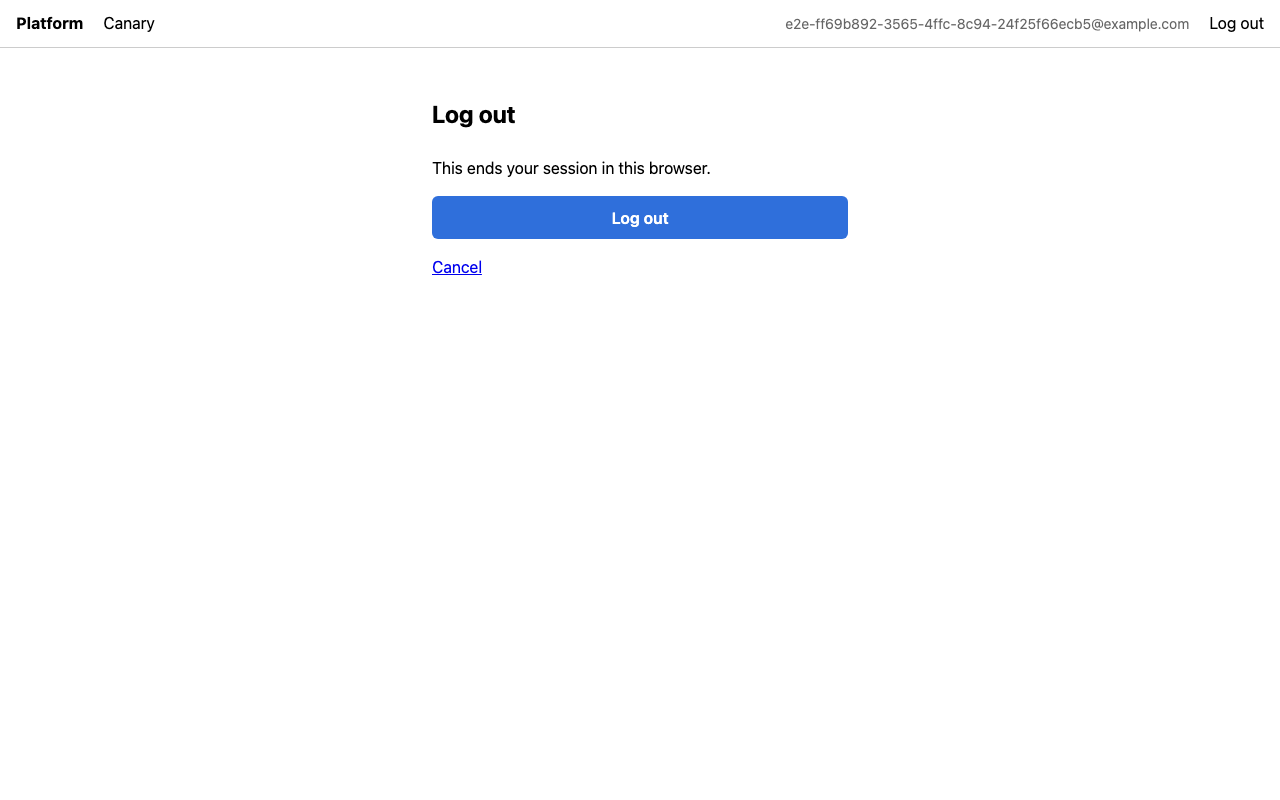 Platform Canary e2e-ff69b892-3565-4ffc-8c94-24f25f66ecb5@example.com Log out
Log out
This ends your session in this browser.
Log out
Cancel